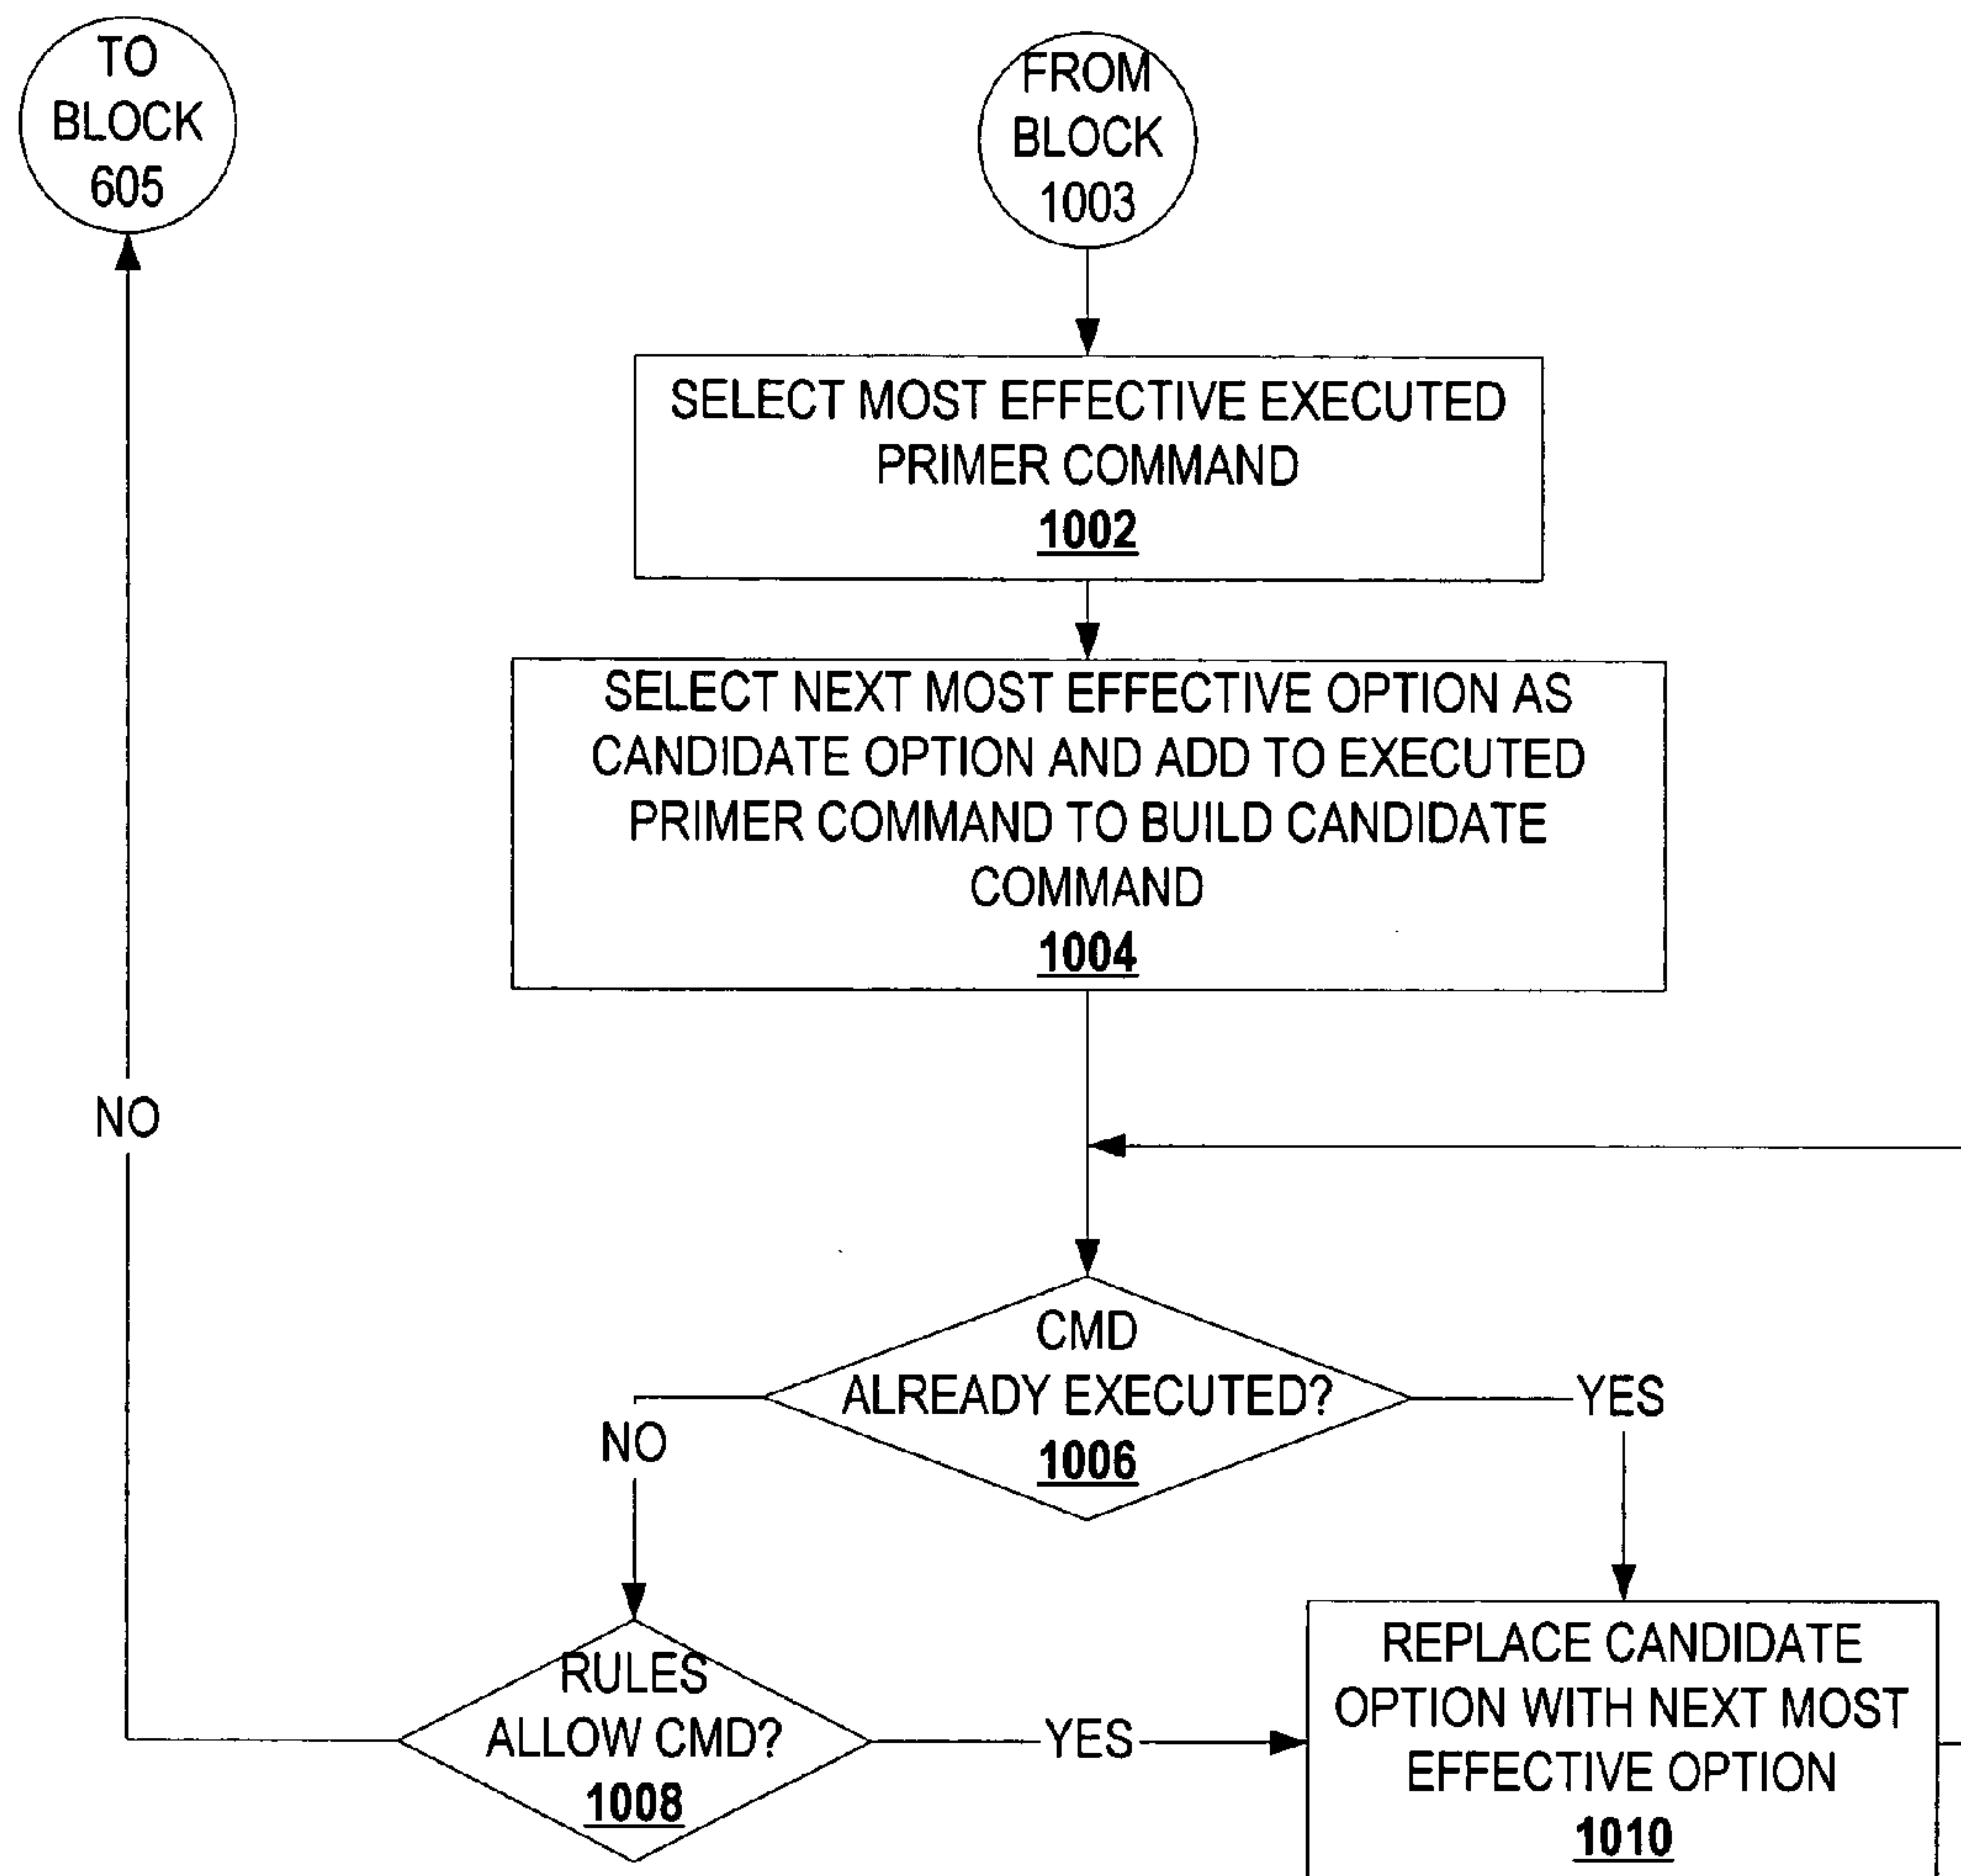 TO
BLOCK
605
FROM
BLOCK
1003
SELECT MOST EFFECTIVE EXECUTED
PRIMER COMMAND
1002
SELECT NEXT MOST EFFECTIVE OPTION AS
CANDIDATE OPTION AND ADD TO EXECUTED
PRIMER COMMAND TO BUILD CANDIDATE
COMMAND
1004
NO
CMD
ALREADY EXECUTED?
1006
YES
NO
RULES
ALLOW CMD?
1008
YES
REPLACE CANDIDATE
OPTION WITH NEXT MOST
EFFECTIVE OPTION
1010